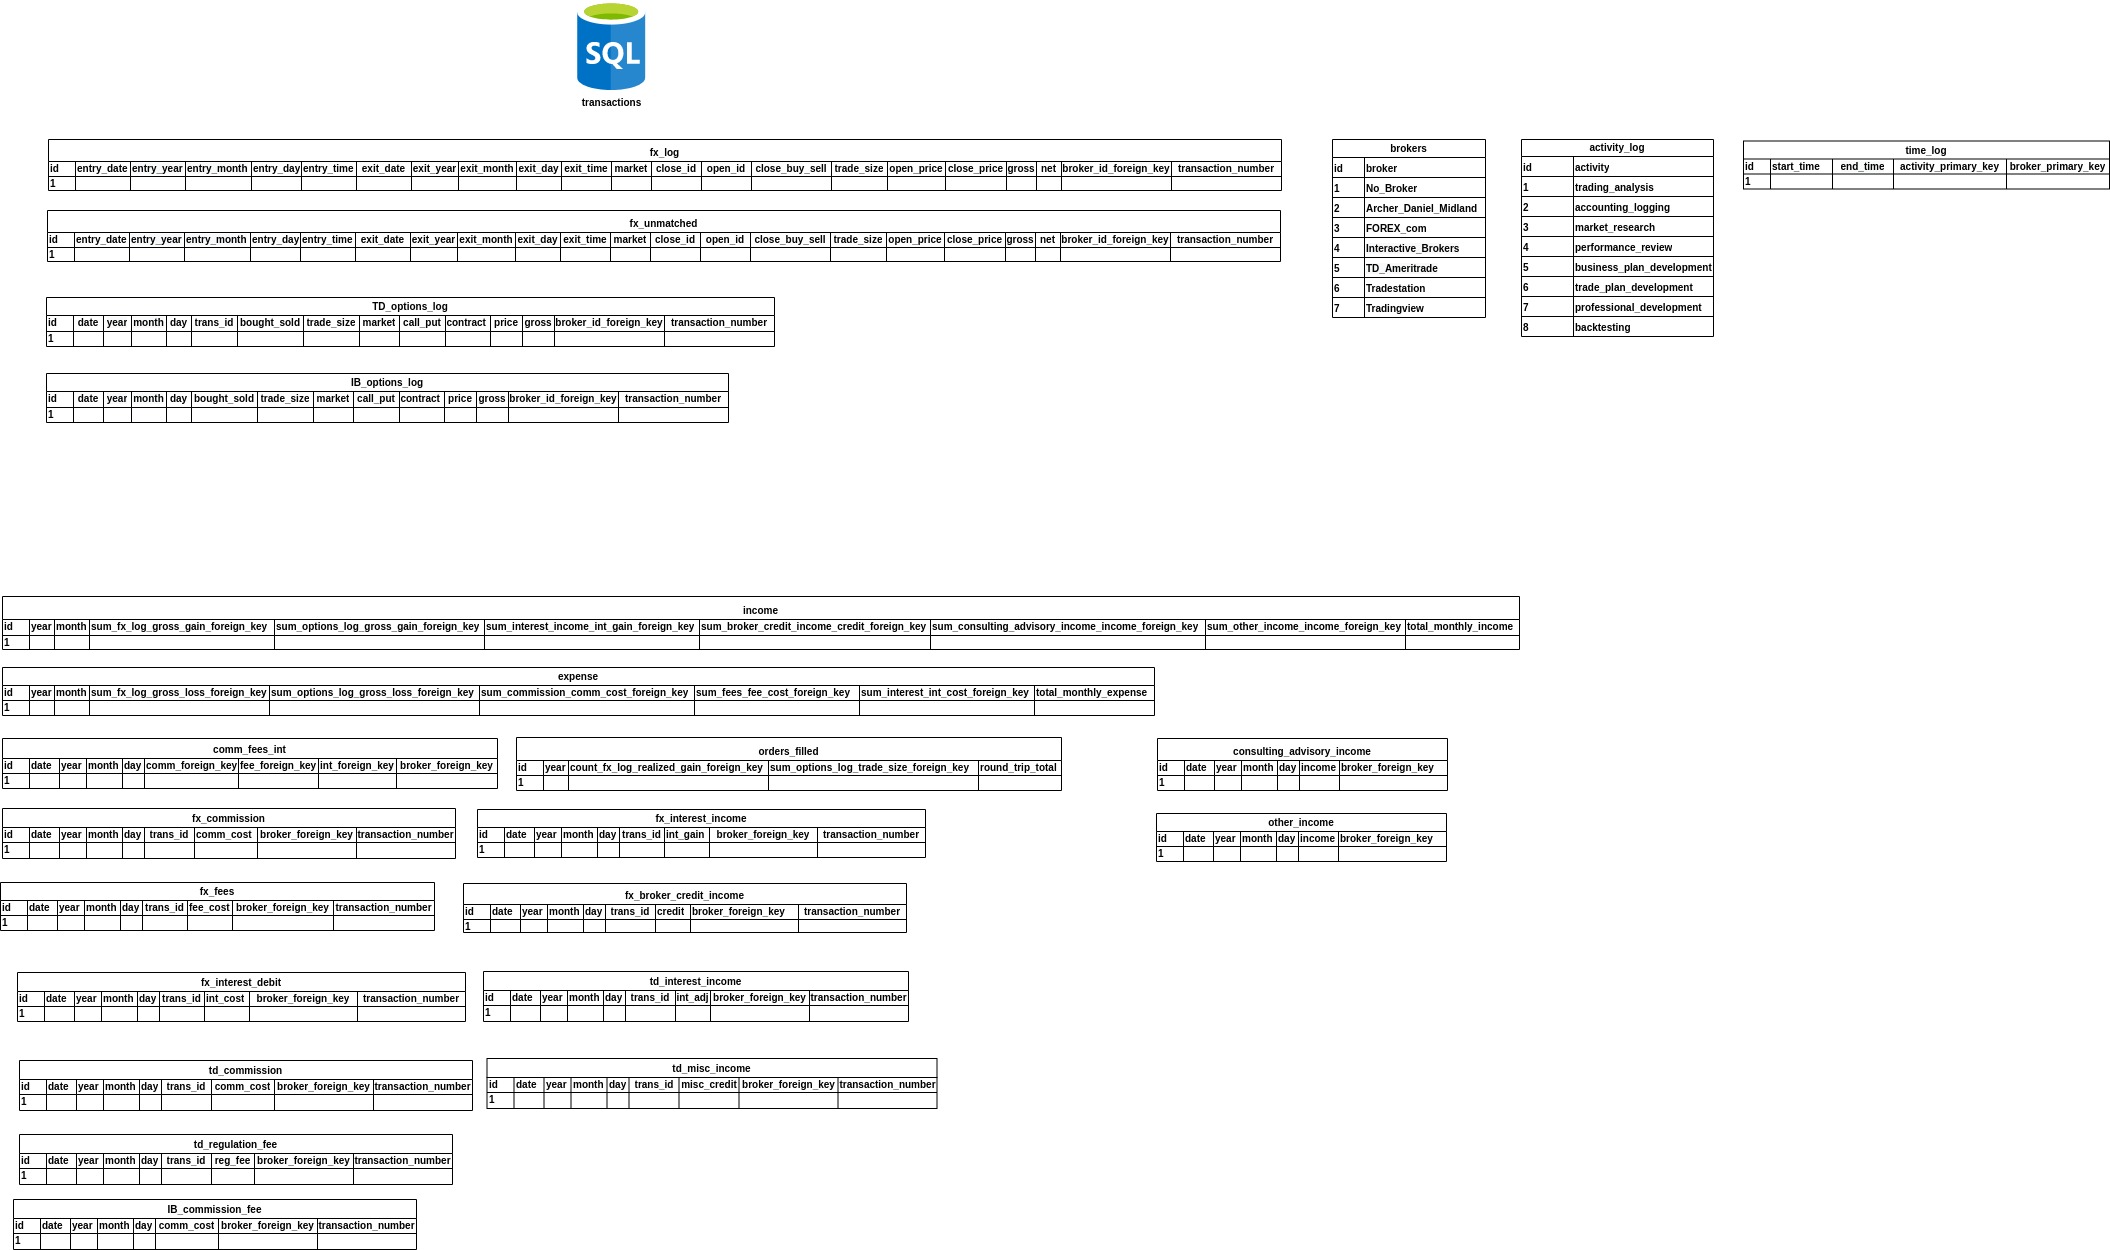 SQL
transactions
fx_log
id entry_date entry_year entry_month entry_day entry_time exit_date exit_year exit_month exit_day exit_time market close_id open_id close_buy_sell trade_size open_price close_price gross net broker_id_foreign_key transaction_number
1
fx_unmatched
id entry_date entry_year entry_month entry_day entry_time exit_date exit_year exit_month exit_day exit_time market close_id open_id close_buy_sell trade_size open_price close_price gross net broker_id_foreign_key transaction_number
1
TD_options_log
id date year month day trans_id bought_sold trade_size market call_put contract price gross broker_id_foreign_key transaction_number
1
IB_options_log
id date year month day bought_sold trade_size market call_put contract price gross broker_id_foreign_key transaction_number
1
brokers
id broker
1 No_Broker
2 Archer_Daniel_Midland
3 FOREX_com
4 Interactive_Brokers
5 TD_Ameritrade
6 Tradestation
7 Tradingview
activity_log
id activity
1 trading_analysis
2 accounting_logging
3 market_research
4 performance_review
5 business_plan_development
6 trade_plan_development
7 professional_development
8 backtesting
time_log
id start_time end_time activity_primary_key broker_primary_key
1
income
id year month sum_fx_log_gross_gain_foreign_key sum_options_log_gross_gain_foreign_key sum_interest_income_int_gain_foreign_key sum_broker_credit_income_credit_foreign_key sum_consulting_advisory_income_income_foreign_key sum_other_income_income_foreign_key total_monthly_income
1
expense
id year month sum_fx_log_gross_loss_foreign_key sum_options_log_gross_loss_foreign_key sum_commission_comm_cost_foreign_key sum_fees_fee_cost_foreign_key sum_interest_int_cost_foreign_key total_monthly_expense
1
comm_fees_int
id date year month day comm_foreign_key fee_foreign_key int_foreign_key broker_foreign_key
1
orders_filled
id year count_fx_log_realized_gain_foreign_key sum_options_log_trade_size_foreign_key round_trip_total
1
consulting_advisory_income
id date year month day income broker_foreign_key
1
fx_commission
id date year month day trans_id comm_cost broker_foreign_key transaction_number
1
fx_interest_income
id date year month day trans_id int_gain broker_foreign_key transaction_number
1
other_income
id date year month day income broker_foreign_key
1
fx_fees
id date year month day trans_id fee_cost broker_foreign_key transaction_number
1
fx_broker_credit_income
id date year month day trans_id credit broker_foreign_key transaction_number
1
fx_interest_debit
id date year month day trans_id int_cost broker_foreign_key transaction_number
1
td_interest_income
id date year month day trans_id int_adj broker_foreign_key transaction_number
1
td_commission
id date year month day trans_id comm_cost broker_foreign_key transaction_number
1
td_misc_income
id date year month day trans_id misc_credit broker_foreign_key transaction_number
1
td_regulation_fee
id date year month day trans_id reg_fee broker_foreign_key transaction_number
1
IB_commission_fee
id date year month day comm_cost broker_foreign_key transaction_number
1